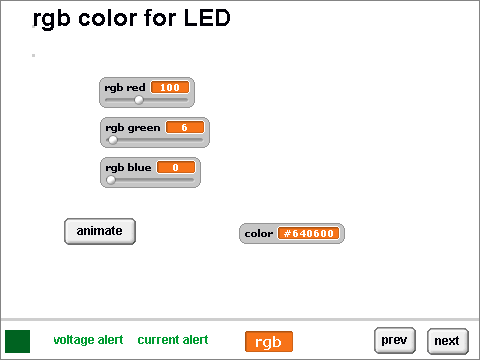 rgb color for LED
rgb red 100
rgb green 6
rgb blue 0
animate
color #640600
voltage alert current alert rgb prev next